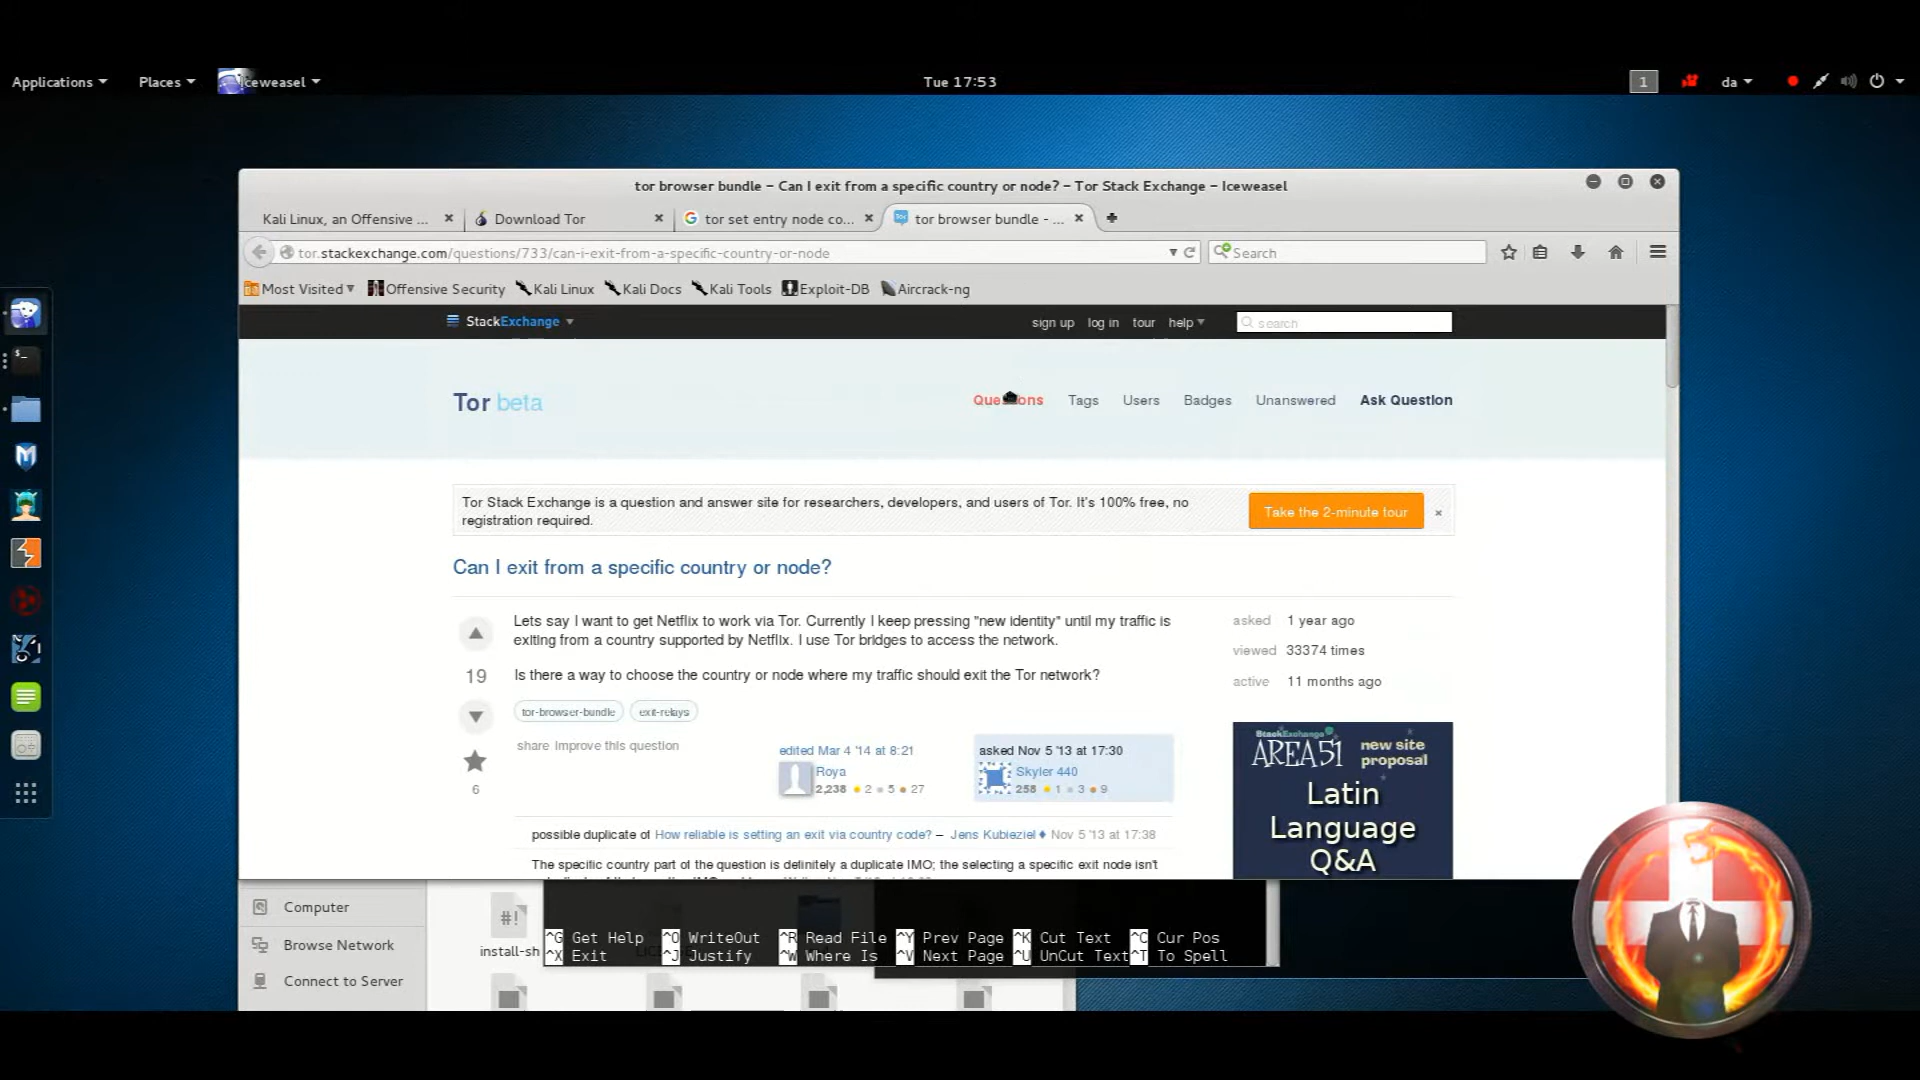 Applications
Places
Iceweasel
Tue 17:53
1
da
tor browser bundle – Can I exit from a specific country or node? – Tor Stack Exchange – Iceweasel
Kali Linux, an Offensive ...
Download Tor
tor set entry node co...
tor browser bundle - ...
tor.stackexchange.com/questions/733/can-i-exit-from-a-specific-country-or-node
Search
Most Visited
Offensive Security
Kali Linux
Kali Docs
Kali Tools
Exploit-DB
Aircrack-ng
StackExchange
sign up
log in
tour
help
search
Tor beta
Questions
Tags
Users
Badges
Unanswered
Ask Question
Tor Stack Exchange is a question and answer site for researchers, developers, and users of Tor. It's 100% free, no
registration required.
Take the 2-minute tour
Can I exit from a specific country or node?
Lets say I want to get Netflix to work via Tor. Currently I keep pressing "new identity" until my traffic is
exiting from a country supported by Netflix. I use Tor bridges to access the network.
19
Is there a way to choose the country or node where my traffic should exit the Tor network?
tor-browser-bundle
exit-relays
share improve this question
6
edited Mar 4 '14 at 8:21
Roya
2,238 2 5 27
asked Nov 5 '13 at 17:30
Skyler 440
258 1 3 9
asked 1 year ago
viewed 33374 times
active 11 months ago
StackExchange
AREA51
new site
proposal
Latin
Language
Q&A
possible duplicate of How reliable is setting an exit via country code? – Jens Kubieziel♦ Nov 5 '13 at 17:38
The specific country part of the question is definitely a duplicate IMO; the selecting a specific exit node isn't
Computer
Browse Network
Connect to Server
#!
install-sh
^G Get Help ^O WriteOut ^R Read File ^Y Prev Page ^K Cut Text ^C Cur Pos
^X Exit ^J Justify ^W Where Is ^V Next Page ^U UnCut Text ^T To Spell